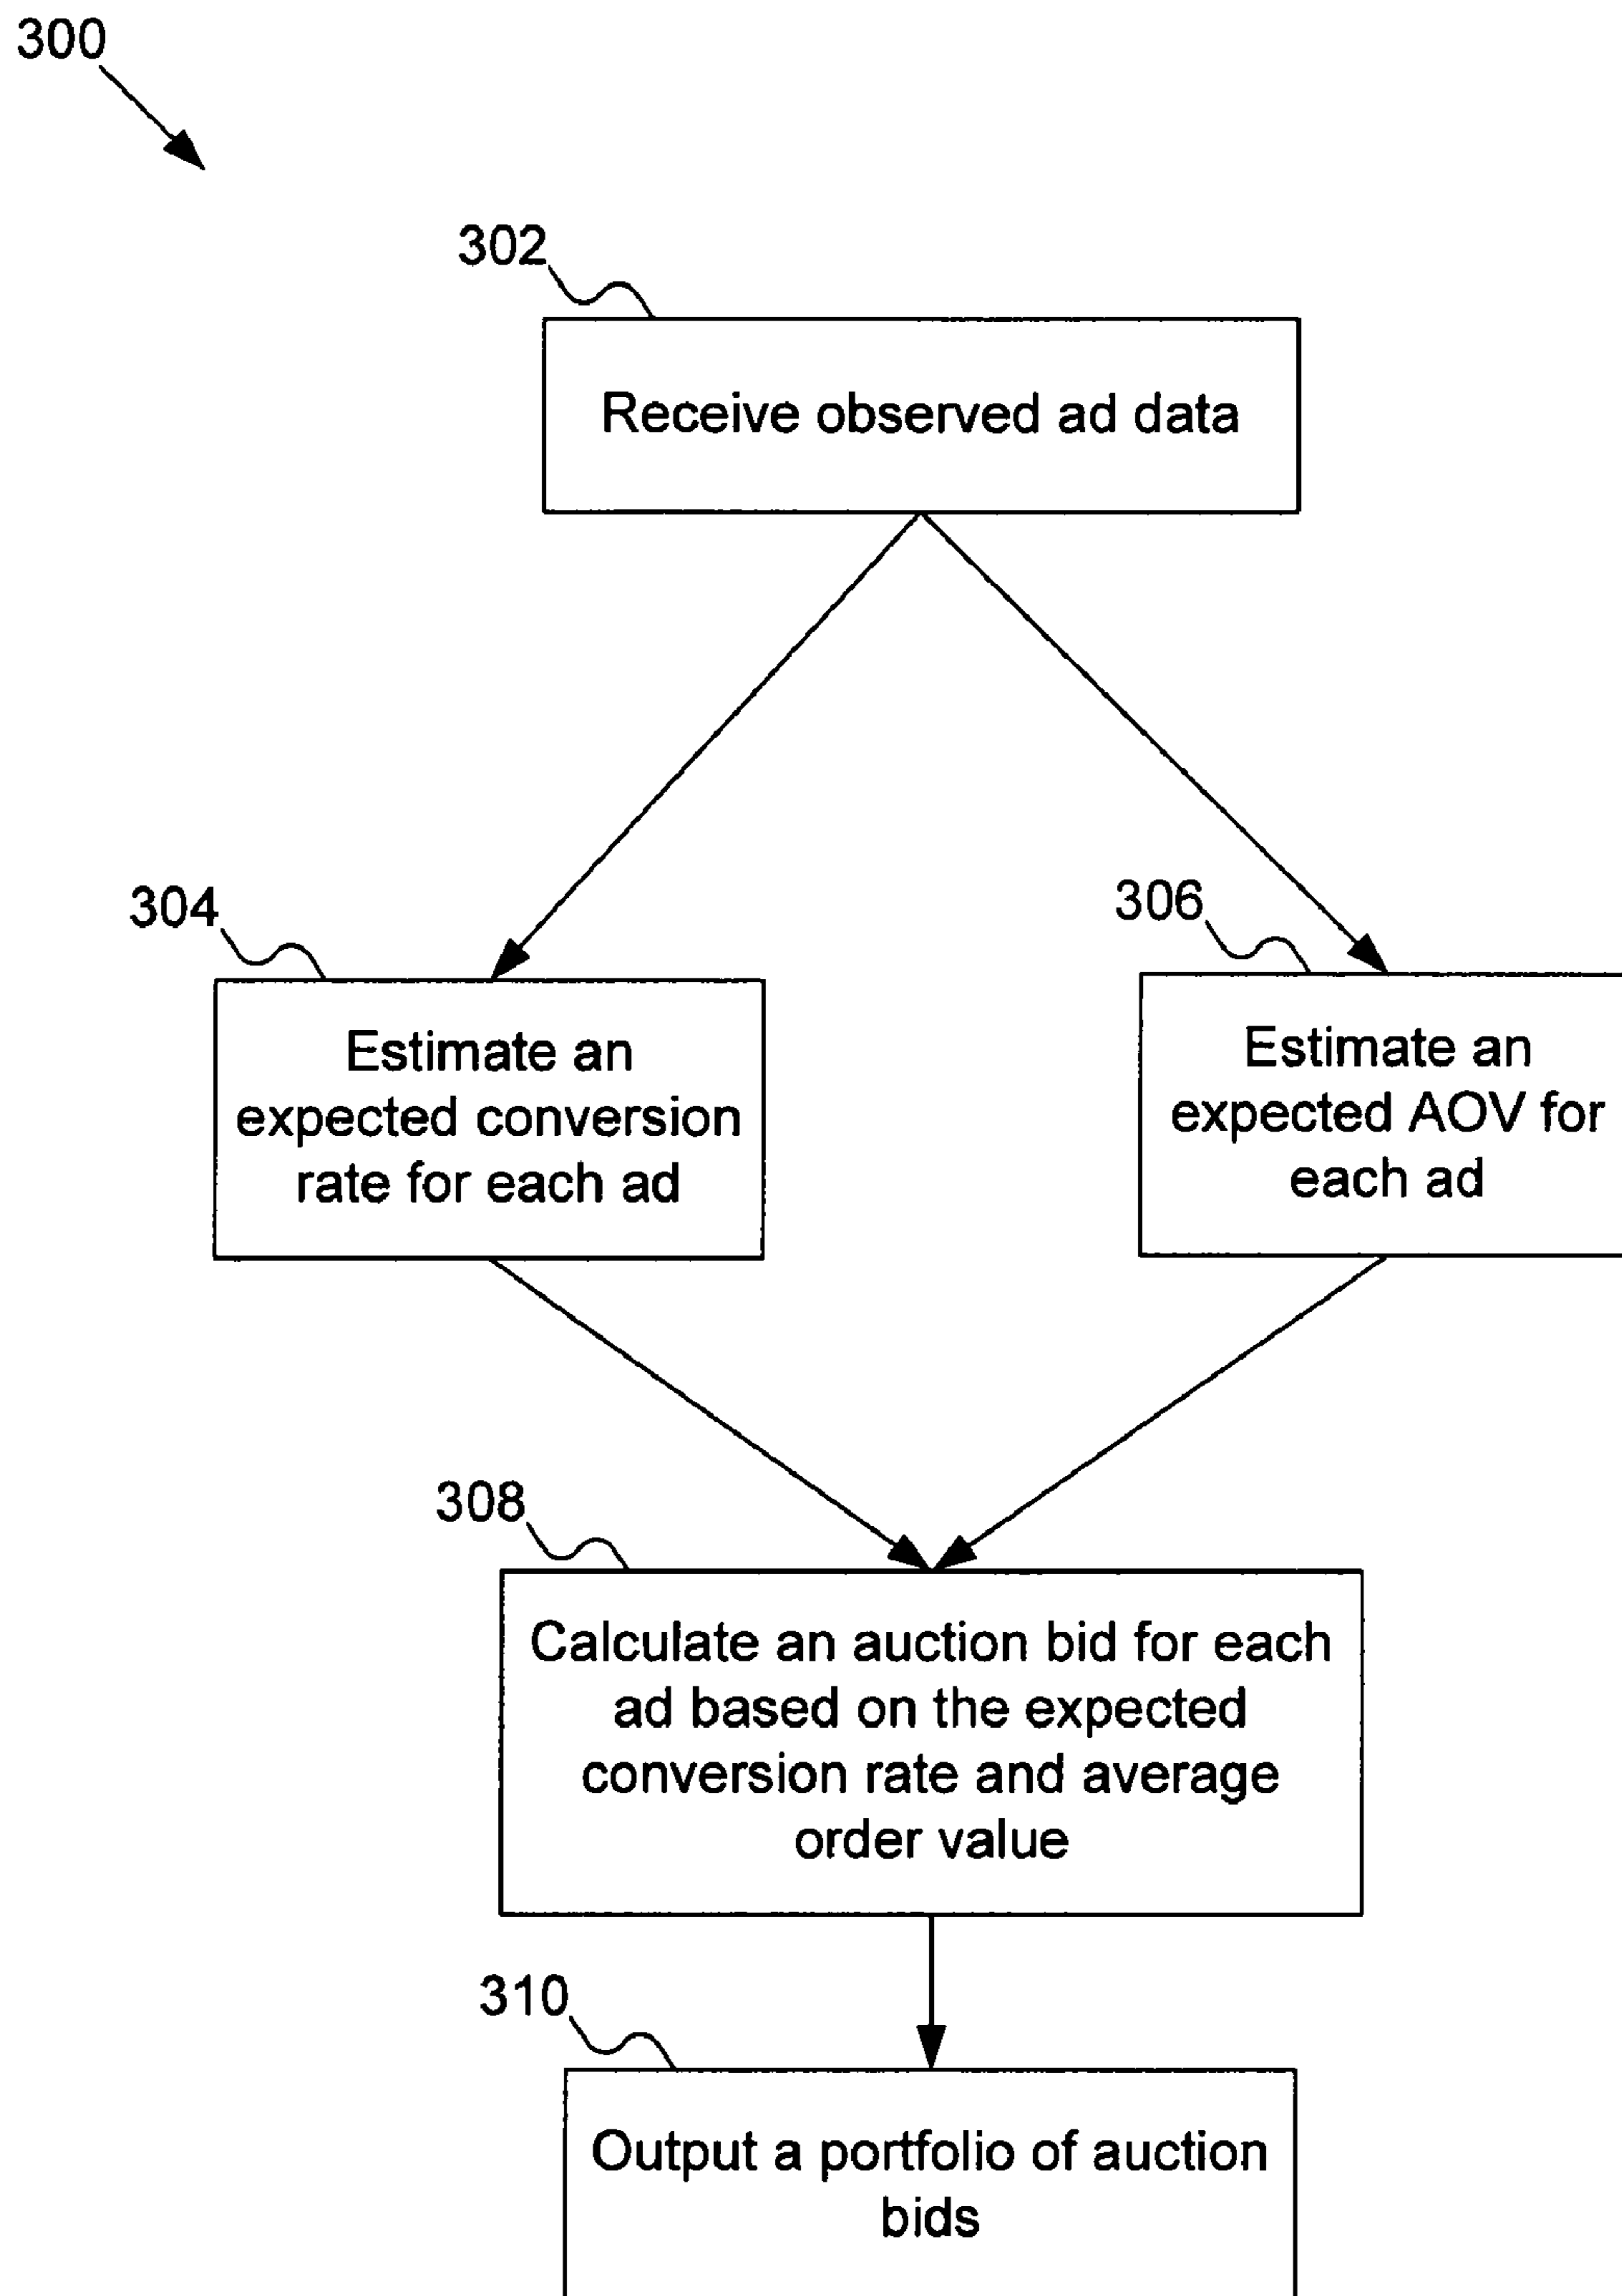 300
302
Receive observed ad data
304
Estimate an
expected conversion
rate for each ad
306
Estimate an
expected AOV for
each ad
308
Calculate an auction bid for each
ad based on the expected
conversion rate and average
order value
310
Output a portfolio of auction
bids